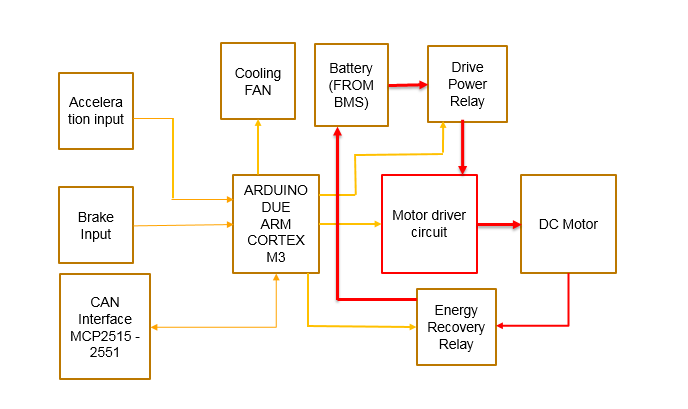 Accelera
tion input
Cooling
FAN
Battery
(FROM
BMS)
Drive
Power
Relay
Brake
Input
ARDUINO
DUE
ARM
CORTEX
M3
Motor driver
circuit
DC Motor
CAN
Interface
MCP2515 -
2551
Energy
Recovery
Relay